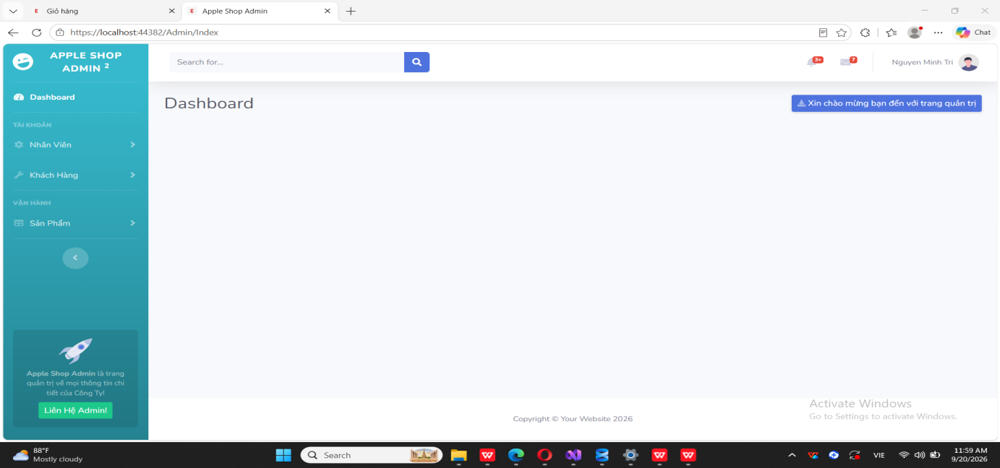 Giỏ hàng
Apple Shop Admin
https://localhost:44382/Admin/Index
Chat
APPLE SHOP
ADMIN 2
Search for...
3+
7
Nguyen Minh Tri
Dashboard
Dashboard
Xin chào mừng bạn đến với trang quản trị
TÀI KHOẢN
Nhân Viên
Khách Hàng
VẬN HÀNH
Sản Phẩm
Apple Shop Admin là trang
quản trị về mọi thông tin chi
tiết của Công Ty!
Liên Hệ Admin!
Copyright © Your Website 2026
Activate Windows
Go to Settings to activate Windows.
88°F
Mostly cloudy
Search
VIE
11:59 AM
9/20/2026